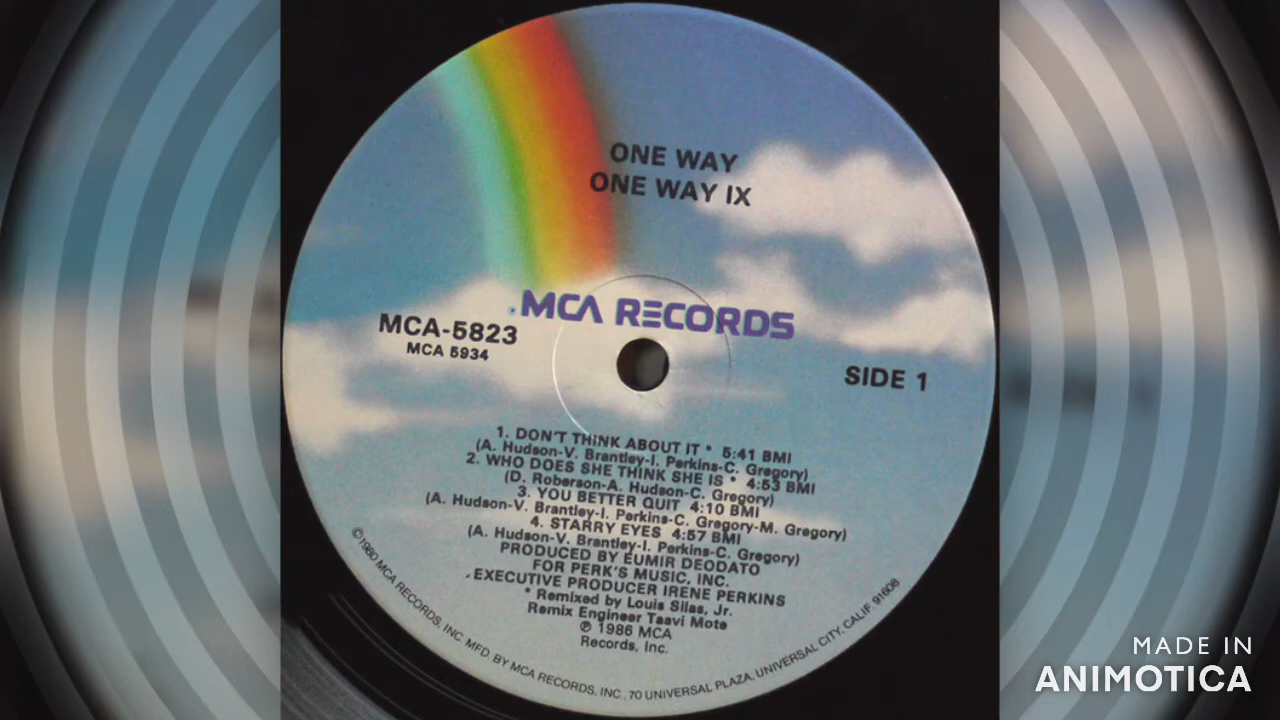 ONE WAY
ONE WAY IX
MCA RECORDS
MCA-5823
MCA 5934
SIDE 1
1. DON'T THINK ABOUT IT * 5:41 BMI
(A. Hudson-V. Brantley-I. Perkins-C. Gregory)
2. WHO DOES SHE THINK SHE IS * 4:53 BMI
(D. Roberson-A. Hudson-C. Gregory)
3. YOU BETTER QUIT 4:10 BMI
(A. Hudson-V. Brantley-I. Perkins-C. Gregory-M. Gregory)
4. STARRY EYES 4:57 BMI
(A. Hudson-V. Brantley-I. Perkins-C. Gregory)
PRODUCED BY EUMIR DEODATO
FOR PERK'S MUSIC, INC.
EXECUTIVE PRODUCER IRENE PERKINS
* Remixed by Louis Silas, Jr.
Remix Engineer Taavi Mote
℗ 1986 MCA
Records, Inc.
©1980 MCA RECORDS, INC MFD. BY MCA RECORDS, INC., 70 UNIVERSAL PLAZA, UNIVERSAL CITY, CALIF. 91608
MADE IN
ANIMOTICA